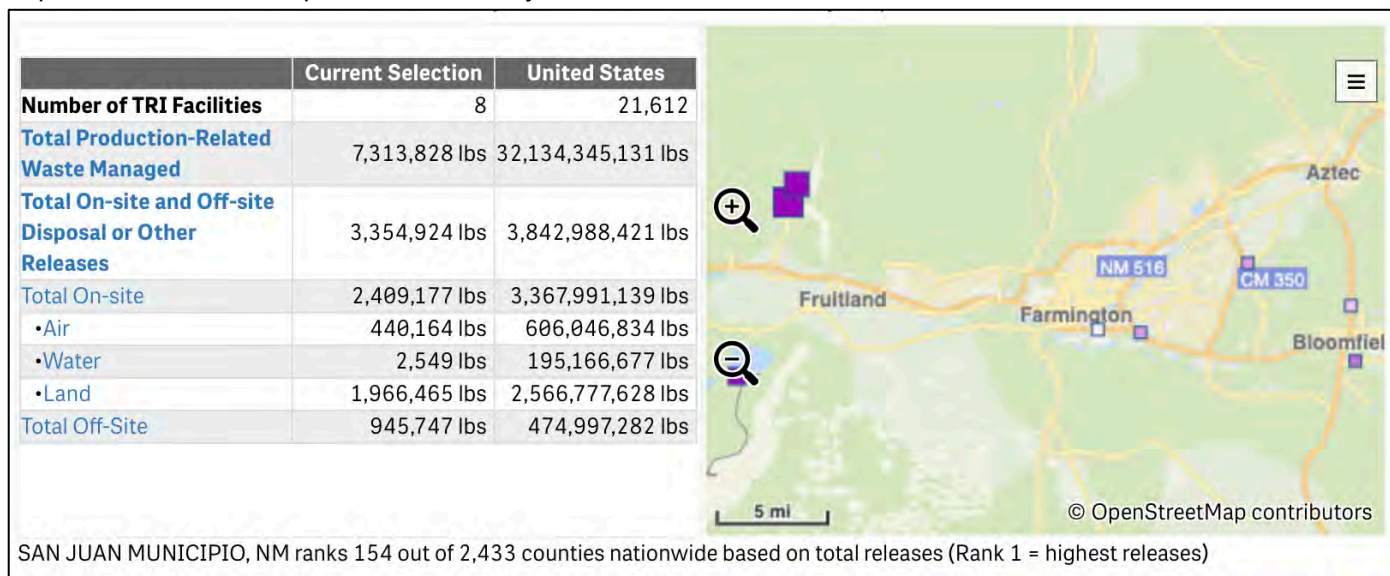 Current Selection United States
Number of TRI Facilities 8 21,612
Total Production-Related
Waste Managed 7,313,828 lbs 32,134,345,131 lbs
Total On-site and Off-site
Disposal or Other
Releases 3,354,924 lbs 3,842,988,421 lbs
Total On-site 2,409,177 lbs 3,367,991,139 lbs
•Air 440,164 lbs 606,046,834 lbs
•Water 2,549 lbs 195,166,677 lbs
•Land 1,966,465 lbs 2,566,777,628 lbs
Total Off-Site 945,747 lbs 474,997,282 lbs
Aztec
NM 516
CM 350
Fruitland
Farmington
Bloomfiel
5 mi
© OpenStreetMap contributors
SAN JUAN MUNICIPIO, NM ranks 154 out of 2,433 counties nationwide based on total releases (Rank 1 = highest releases)